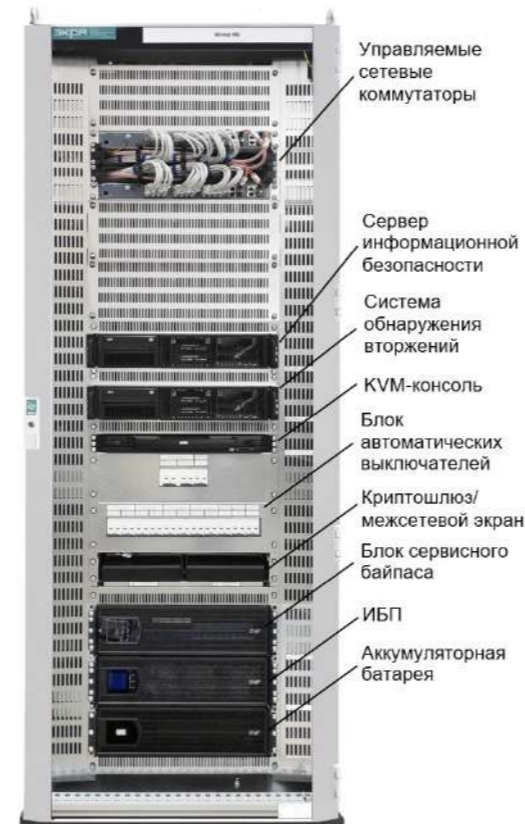 ЭКРА
Управляемые
сетевые
коммутаторы
Сервер
информационной
безопасности
Система
обнаружения
вторжений
KVM-консоль
Блок
автоматических
выключателей
Криптошлюз/
межсетевой экран
Блок сервисного
байпаса
ИБП
Аккумуляторная
батарея